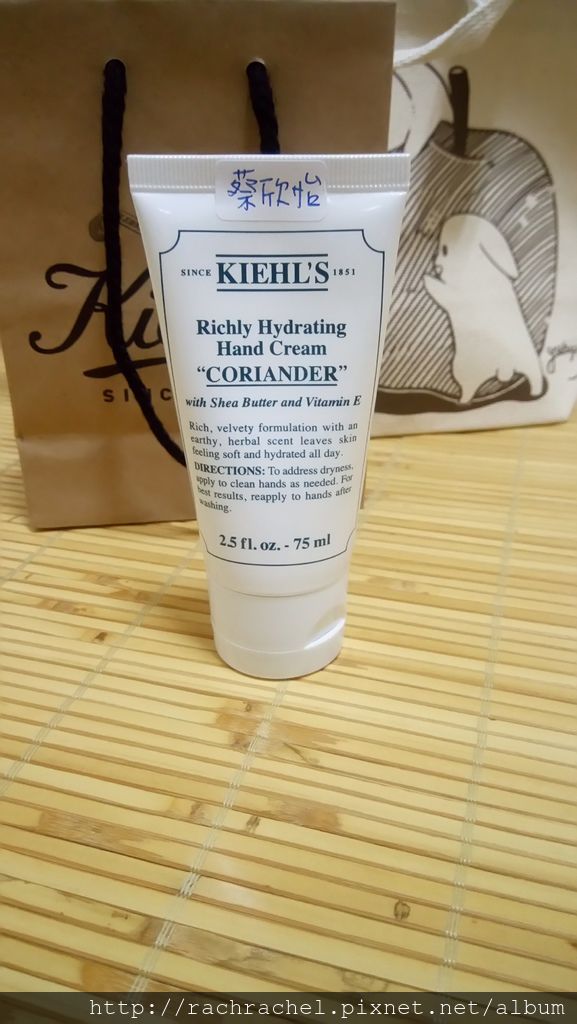 蔡欣怡
SINCE KIEHL'S 1851
Richly Hydrating
Hand Cream
"CORIANDER"
with Shea Butter and Vitamin E
Rich, velvety formulation with an
earthy, herbal scent leaves skin
feeling soft and hydrated all day.
DIRECTIONS: To address dryness,
apply to clean hands as needed. For
best results, reapply to hands after
washing.
2.5 fl. oz. - 75 ml
Ki
SINC
http://rachrachel.pixnet.net/album